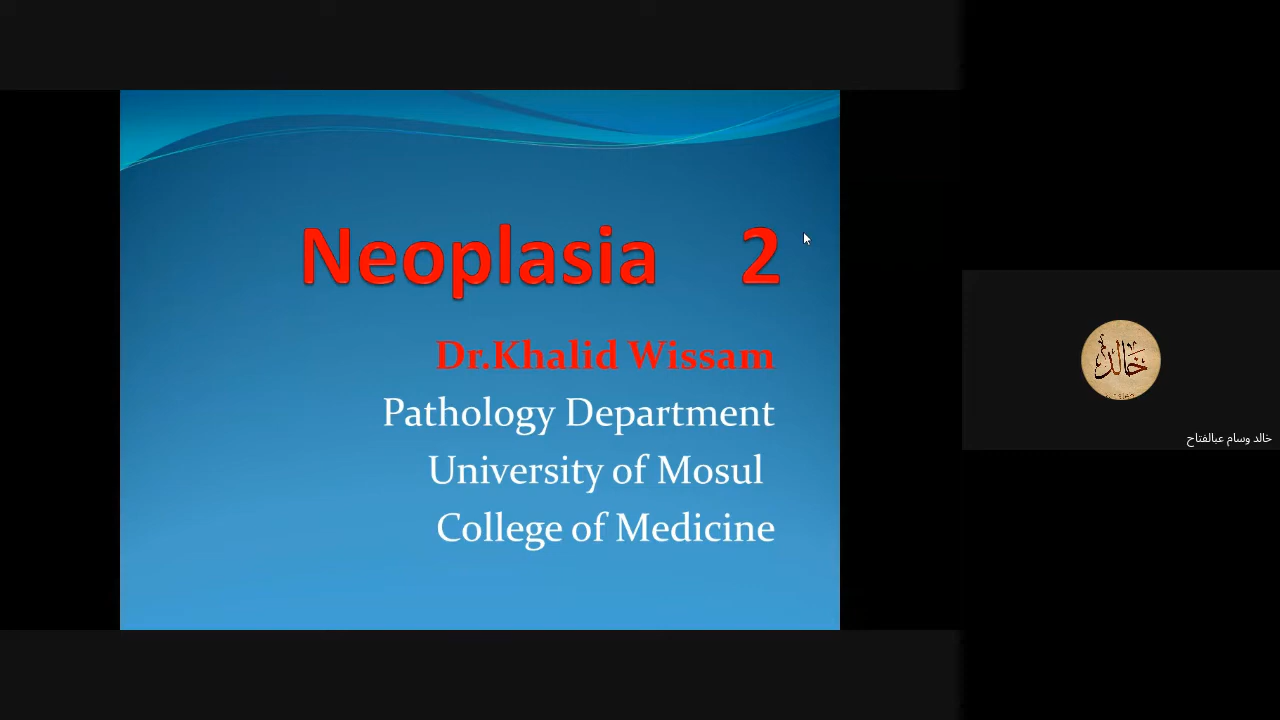 Neoplasia 2
Dr.Khalid Wissam
Pathology Department
University of Mosul
College of Medicine
خالد
خالد وسام عبالفتاح